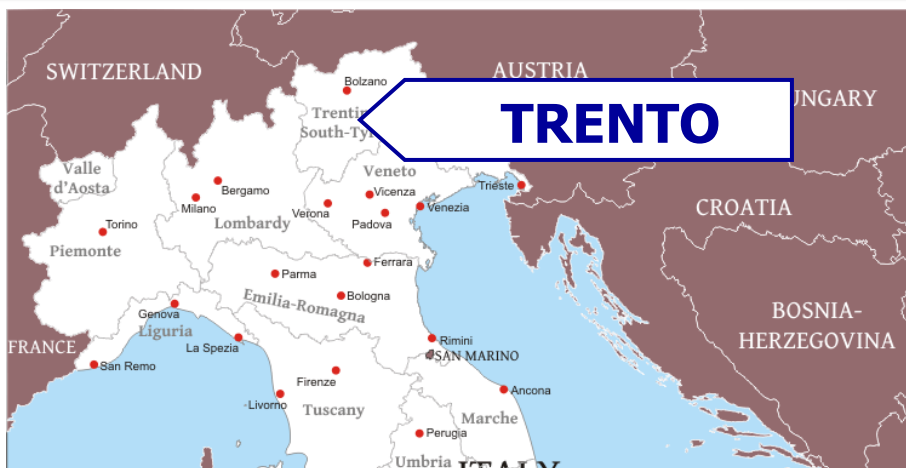 SWITZERLAND
AUSTRIA
Bolzano
TRENTO
Trentin
South-Ty
Valle
d'Aosta
Veneto
Vicenza
Trieste
Bergamo
Milano
Verona
Venezia
Padova
CROATIA
Torino
Lombardy
Piemonte
Ferrara
Parma
Emilia-Romagna
Bologna
Genova
Liguria
BOSNIA-
HERZEGOVINA
FRANCE
La Spezia
Rimini
SAN MARINO
San Remo
Firenze
Livorno
Tuscany
Ancona
Marche
Perugia
Umbria
ITALY